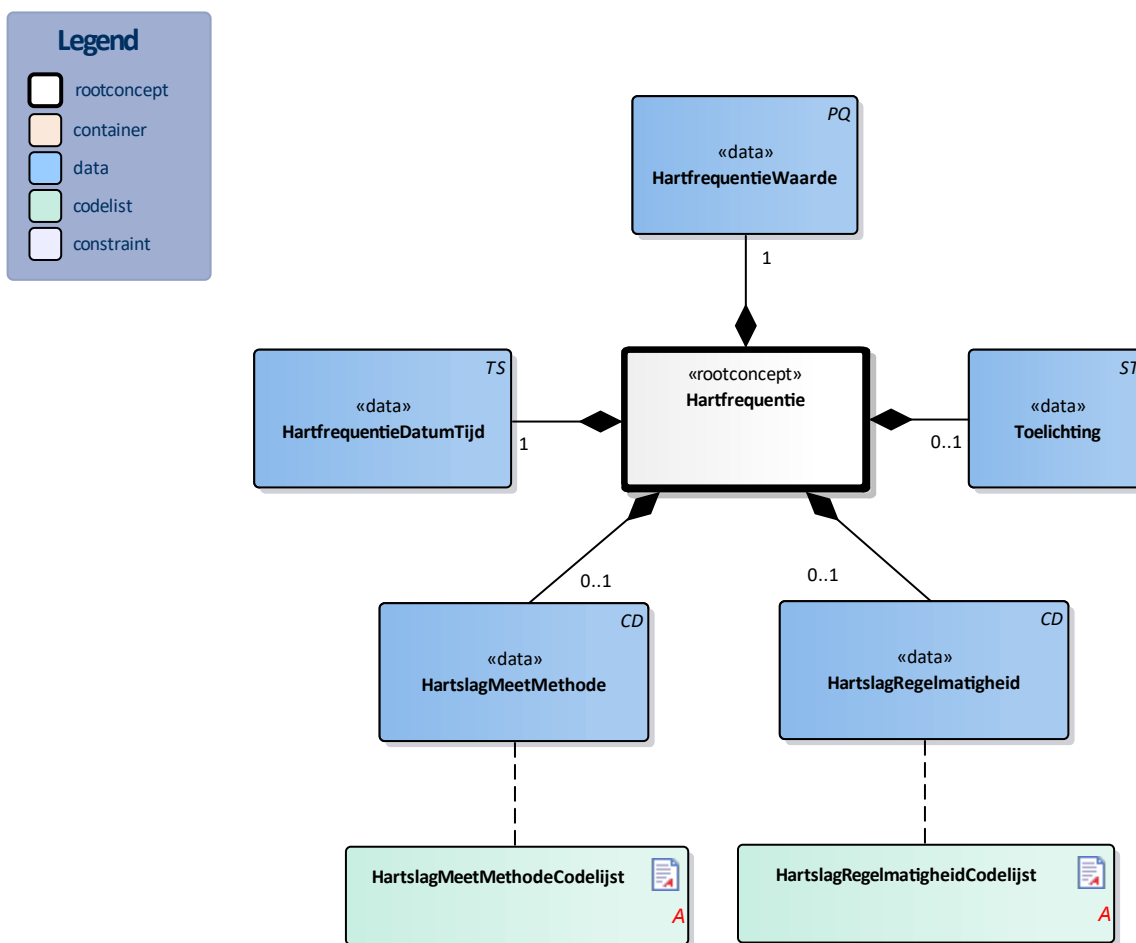 Legend
rootconcept
container
data
codelist
constraint
PQ
«data»
HartfrequentieWaarde
1
TS
«data»
HartfrequentieDatumTijd
1
«rootconcept»
Hartfrequentie
ST
«data»
Toelichting
0..1
0..1
0..1
CD
«data»
HartslagMeetMethode
CD
«data»
HartslagRegelmatigheid
HartslagMeetMethodeCodelijst
A
HartslagRegelmatigheidCodelijst
A